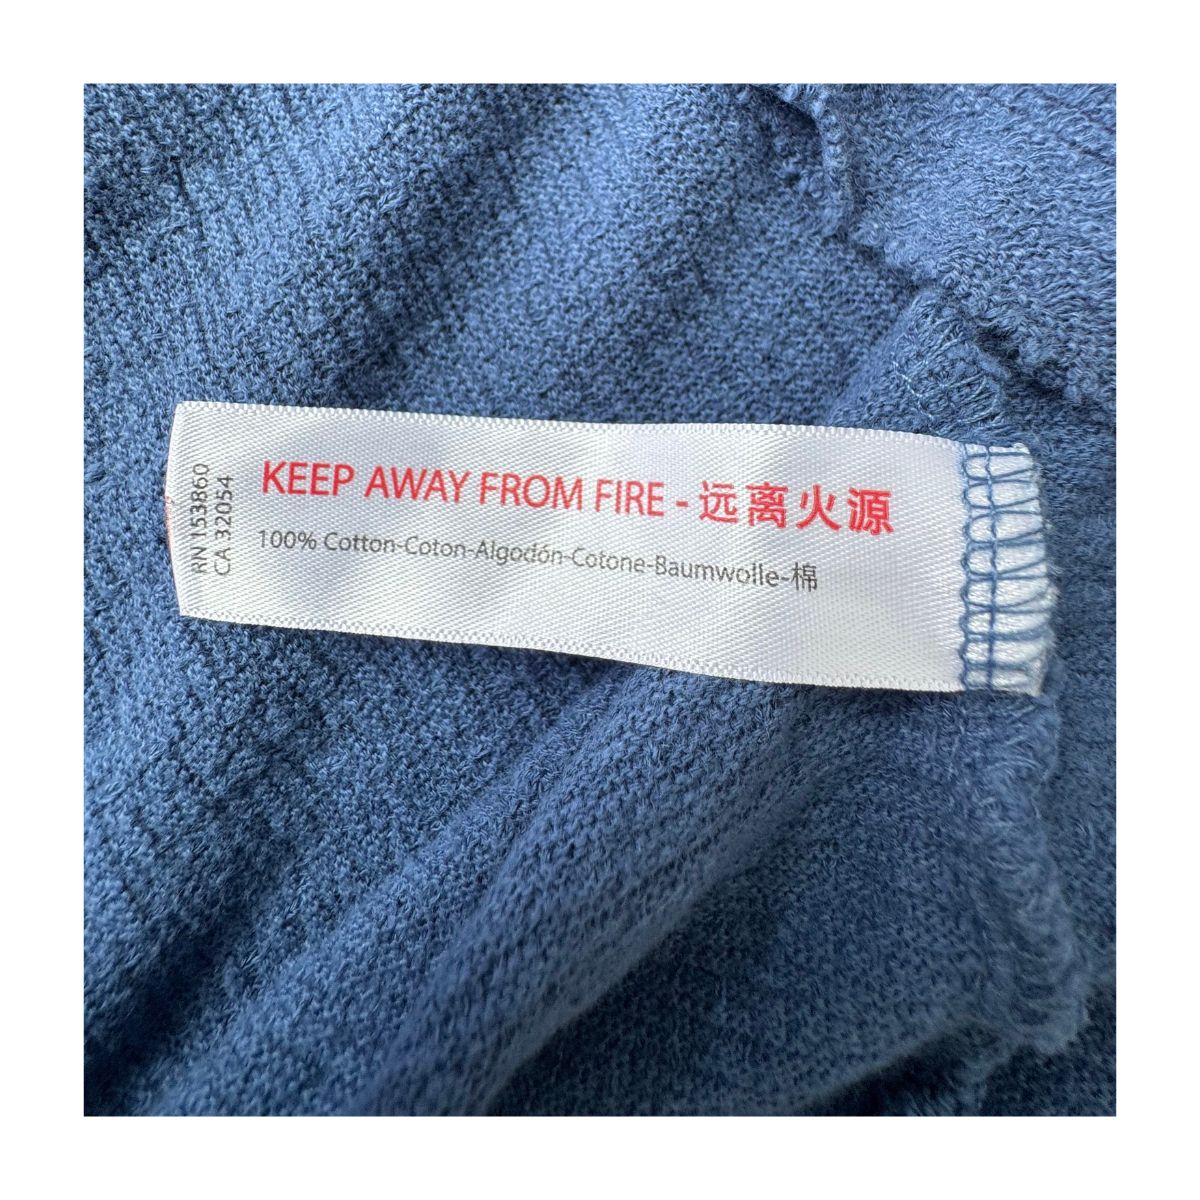 RN 153860
CA 32054
KEEP AWAY FROM FIRE - 远离火源
100% Cotton-Coton-Algodón-Cotone-Baumwolle-棉